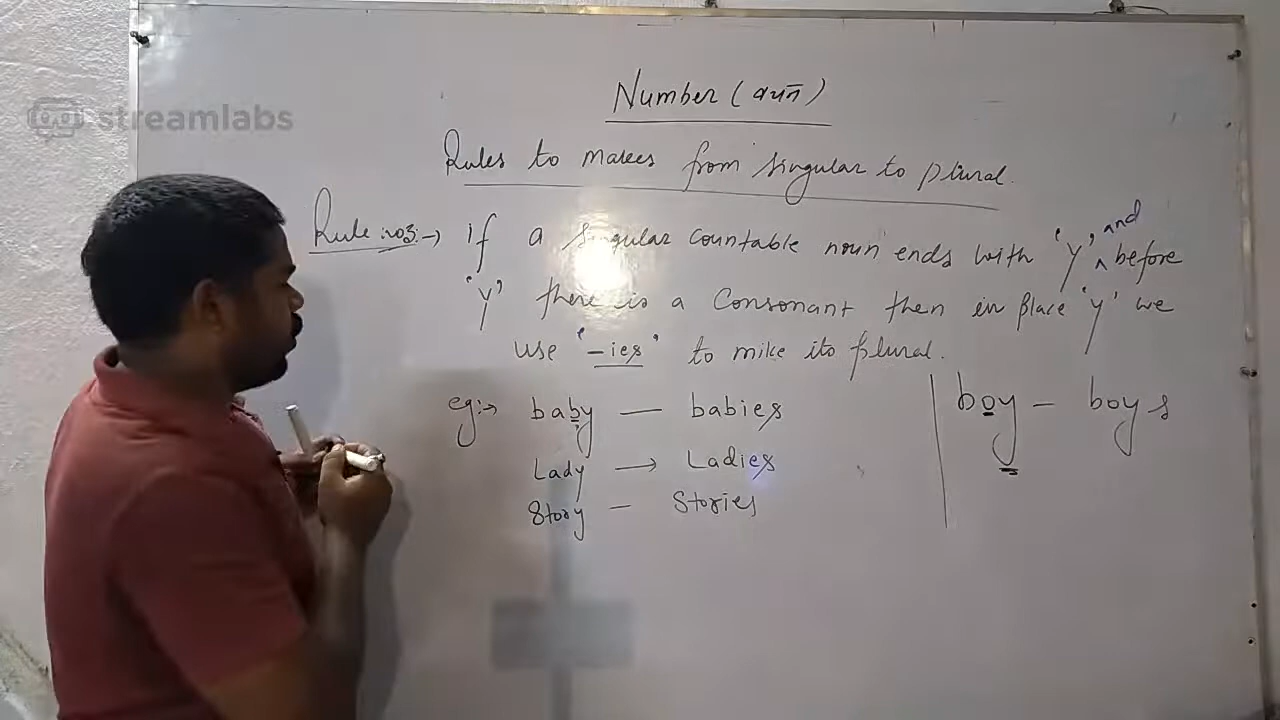 streamlabs
Number (वचन)
Rules to makes from singular to plural.
Rule no3:→ If a singular countable noun ends with 'y', and before
'y' there is a Consonant then in place 'y' we
use '–ies' to make its plural.
eg:→ baby — babies
Lady → Ladies
Story – Stories
boy – boys